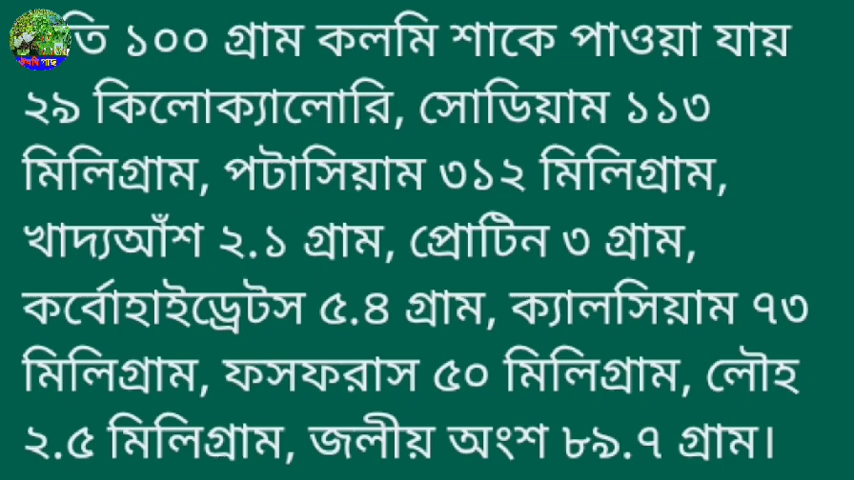 তি ১০০ গ্রাম কলমি শাকে পাওয়া যায়
২৯ কিলোক্যালোরি, সোডিয়াম ১১৩
মিলিগ্রাম, পটাসিয়াম ৩১২ মিলিগ্রাম,
খাদ্যআঁশ ২.১ গ্রাম, প্রোটিন ৩ গ্রাম,
কর্বোহাইড্রেটস ৫.৪ গ্রাম, ক্যালসিয়াম ৭৩
মিলিগ্রাম, ফসফরাস ৫০ মিলিগ্রাম, লৌহ
২.৫ মিলিগ্রাম, জলীয় অংশ ৮৯.৭ গ্রাম।